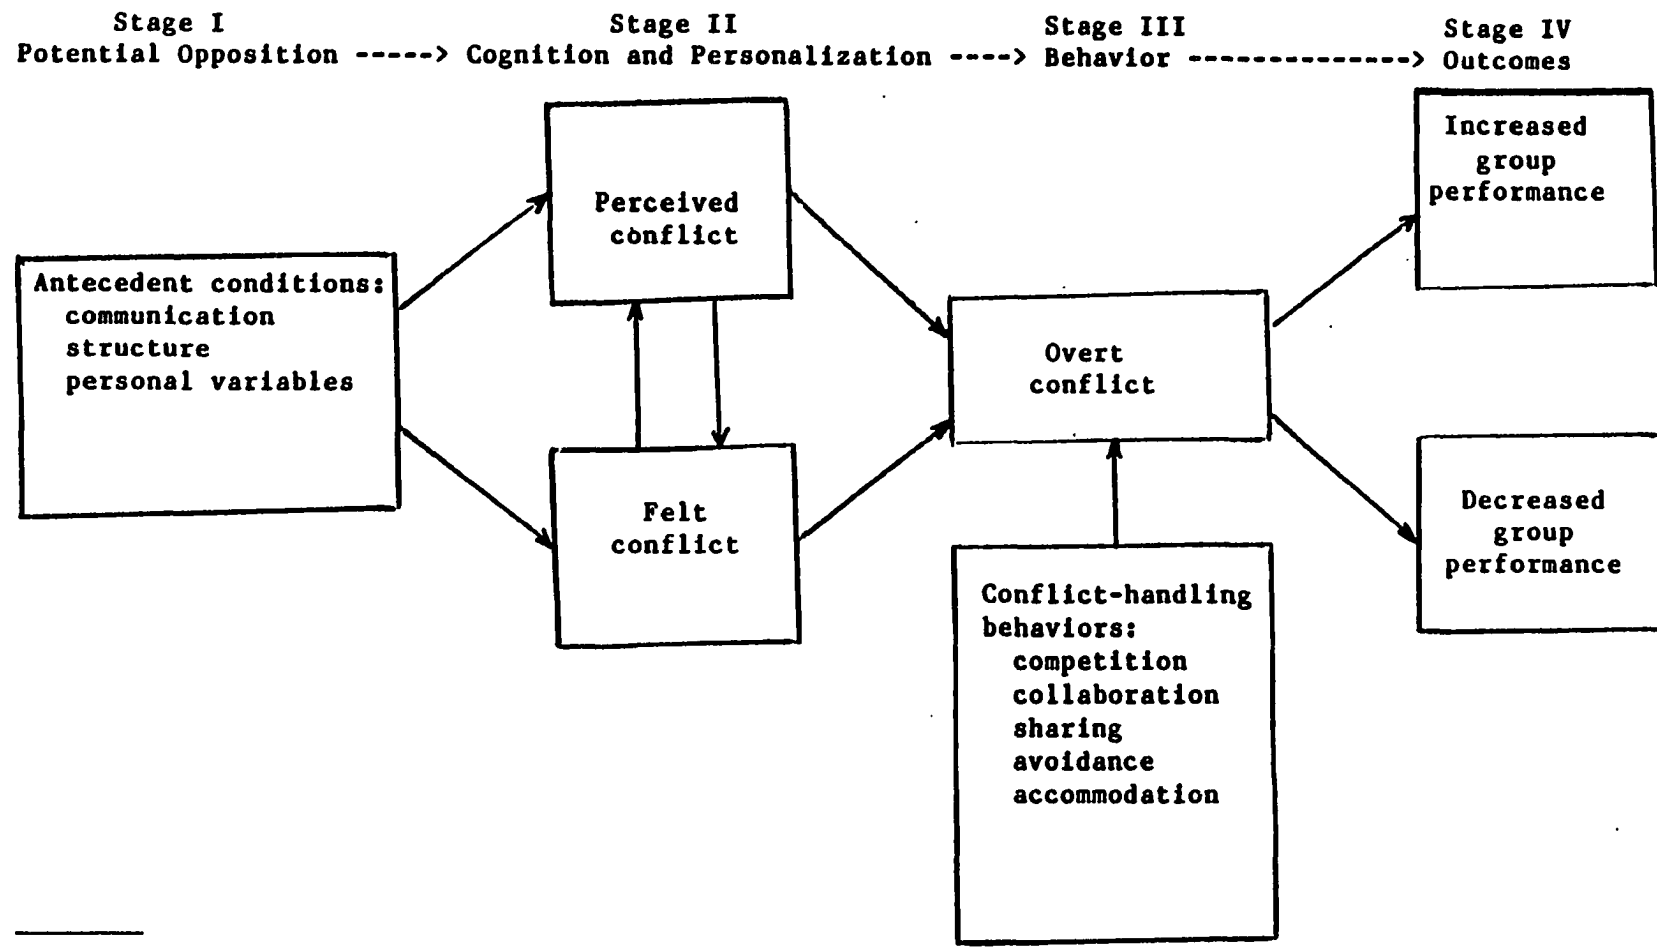 Stage I
Potential Opposition -----> Cognition and Personalization ----> Behavior --------------> Outcomes
Stage II
Stage III
Stage IV
Antecedent conditions:
communication
structure
personal variables
Perceived
conflict
Felt
conflict
Overt
conflict
Conflict-handling
behaviors:
competition
collaboration
sharing
avoidance
accommodation
Increased
group
performance
Decreased
group
performance